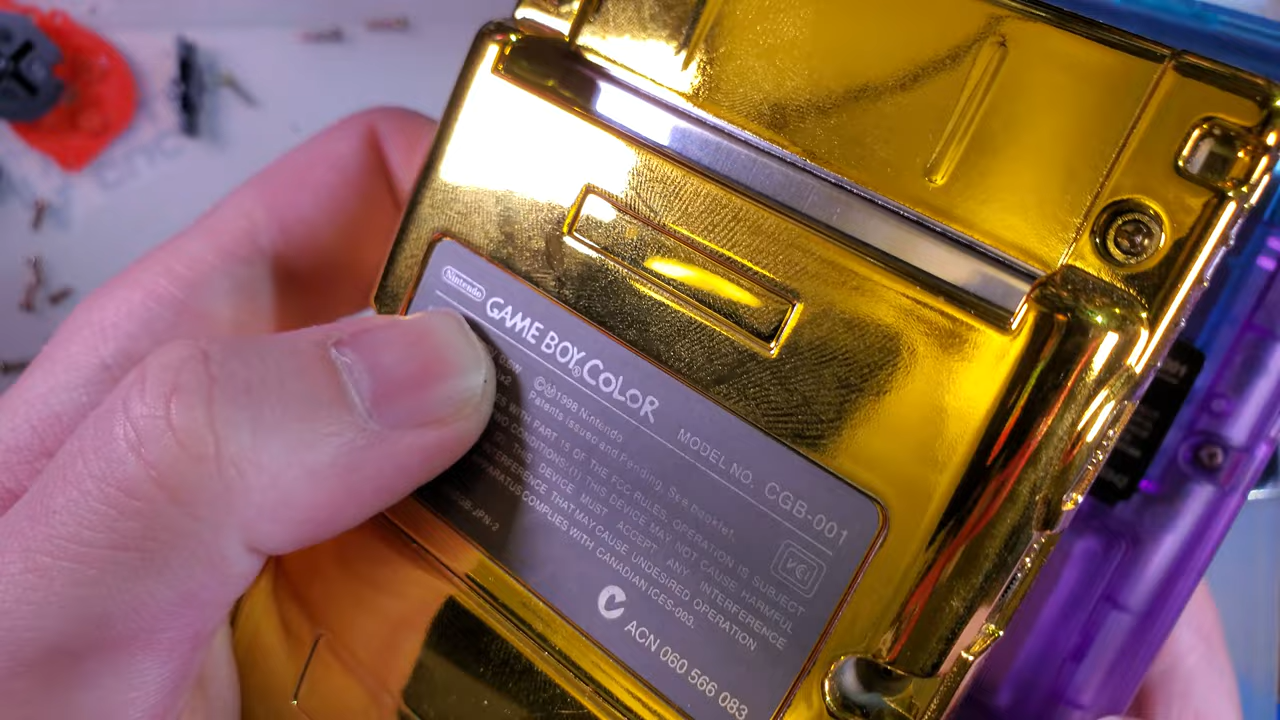 Nintendo
GAME BOY COLOR
®
MODEL NO. CGB-001
©1998 Nintendo
Patents Issued and Pending, See booklet.
WITH PART 15 OF THE FCC RULES, OPERATION IS SUBJECT
CONDITIONS: (1) THIS DEVICE MAY NOT CAUSE HARMFUL
THIS DEVICE MUST ACCEPT ANY INTERFERENCE
INTERFERENCE THAT MAY CAUSE UNDESIRED OPERATION
APPARATUS COMPLIES WITH CANADIAN ICES-003.
VCI
ACN 060 566 083